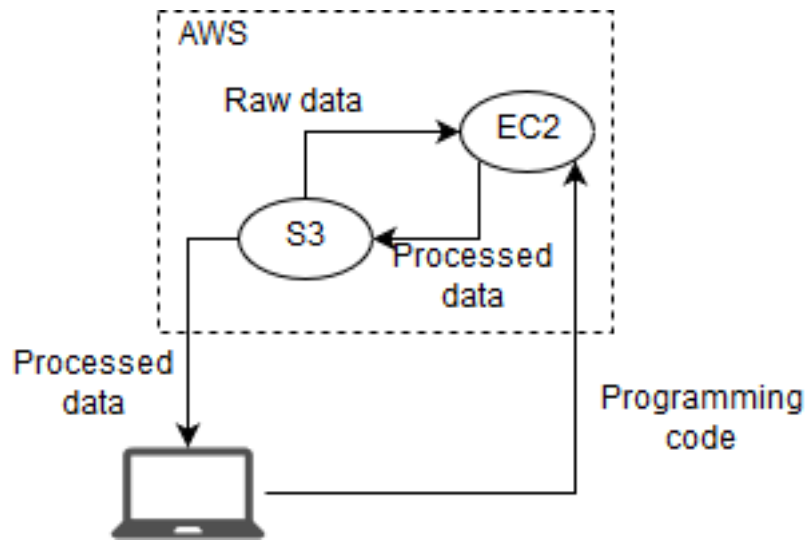 AWS
Raw data
EC2
S3
Processed
data
Processed
data
Programming
code